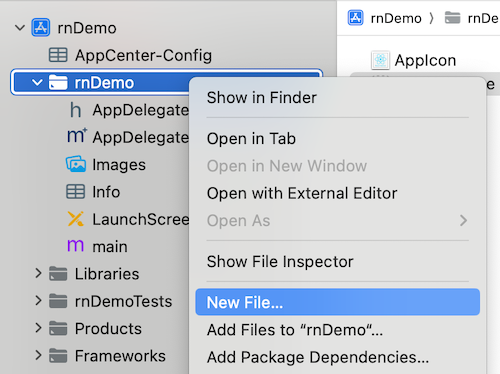 rnDemo
AppCenter-Config
rnDemo
AppDelegate
AppDelegate
Images
Info
LaunchScree
main
Libraries
rnDemoTests
Products
Frameworks
rnDemo 〉 rnD
AppIcon
e
Show in Finder
Open in Tab
Open in New Window
Open with External Editor
Open As
Show File Inspector
New File...
Add Files to “rnDemo“...
Add Package Dependencies...